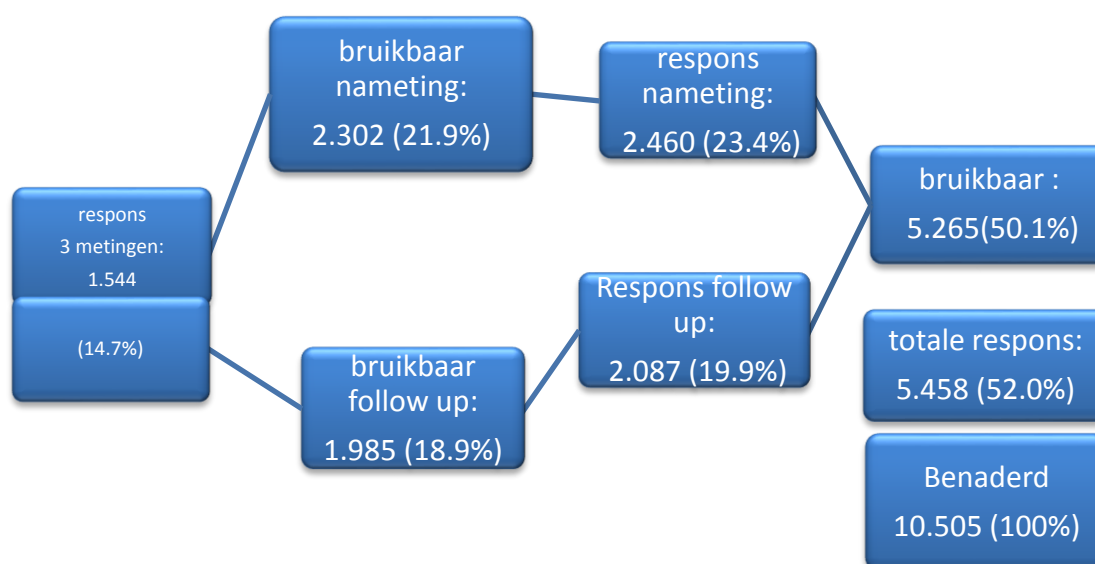 bruikbaar
nameting:
2.302 (21.9%)
respons
nameting:
2.460 (23.4%)
bruikbaar :
5.265(50.1%)
respons
3 metingen:
1.544
(14.7%)
Respons follow
up:
2.087 (19.9%)
bruikbaar
follow up:
1.985 (18.9%)
totale respons:
5.458 (52.0%)
Benaderd
10.505 (100%)